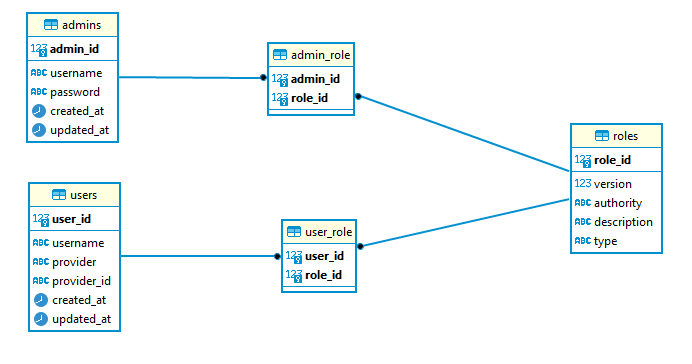 admins
123 admin_id
ABC username
ABC password
created_at
updated_at
admin_role
123 admin_id
123 role_id
roles
123 role_id
123 version
ABC authority
ABC description
ABC type
users
123 user_id
ABC username
ABC provider
ABC provider_id
created_at
updated_at
user_role
123 user_id
123 role_id